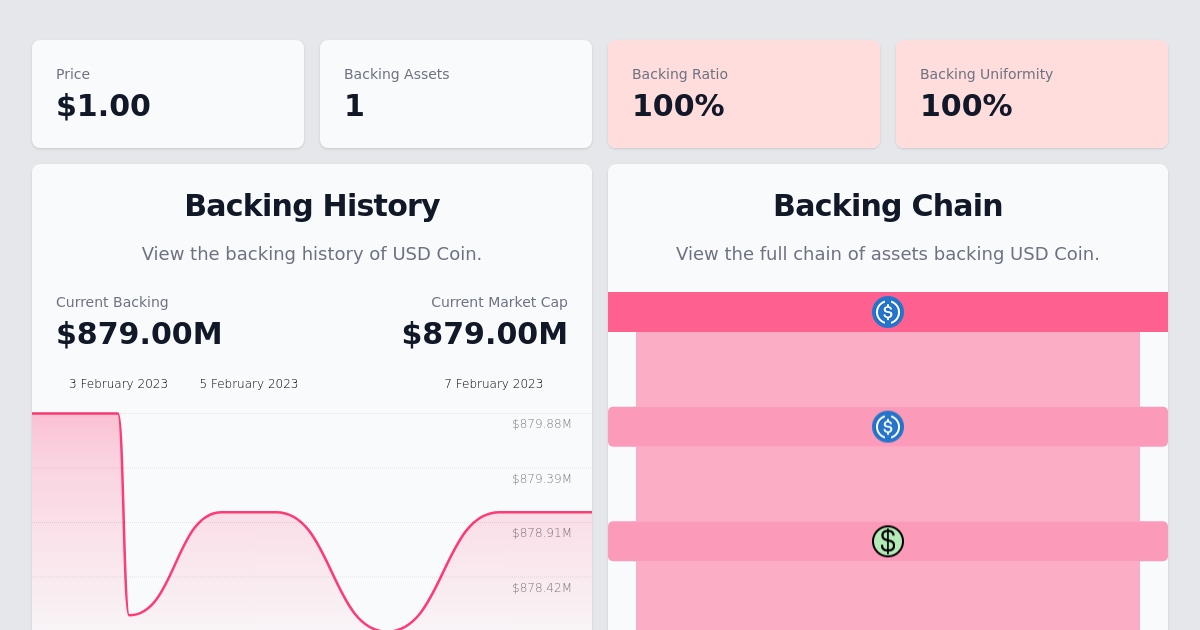 Price
$1.00
Backing Assets
1
Backing Ratio
100%
Backing Uniformity
100%
Backing History
View the backing history of USD Coin.
Current Backing
$879.00M
Current Market Cap
$879.00M
3 February 2023
5 February 2023
7 February 2023
$879.88M
$879.39M
$878.91M
$878.42M
Backing Chain
View the full chain of assets backing USD Coin.
$
$
$